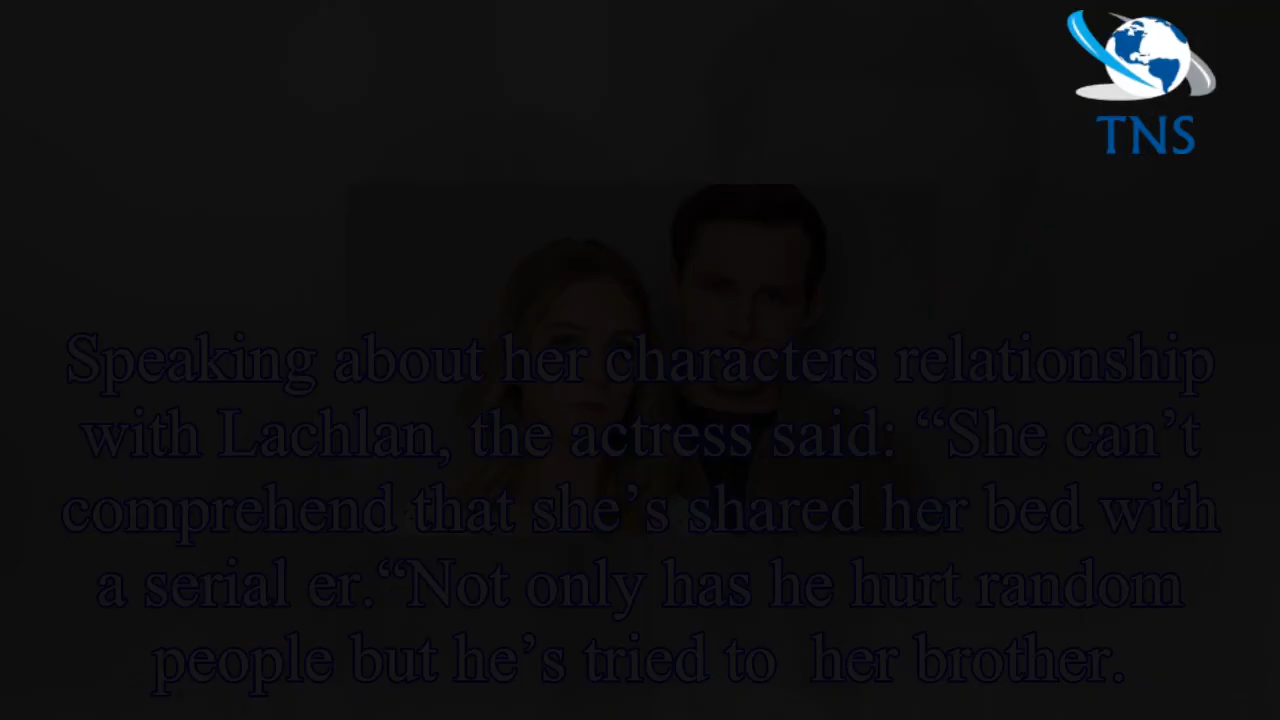 TNS
Speaking about her characters relationship
with Lachlan, the actress said: “She can’t
comprehend that she’s shared her bed with
a serial er.“Not only has he hurt random
people but he’s tried to  her brother.